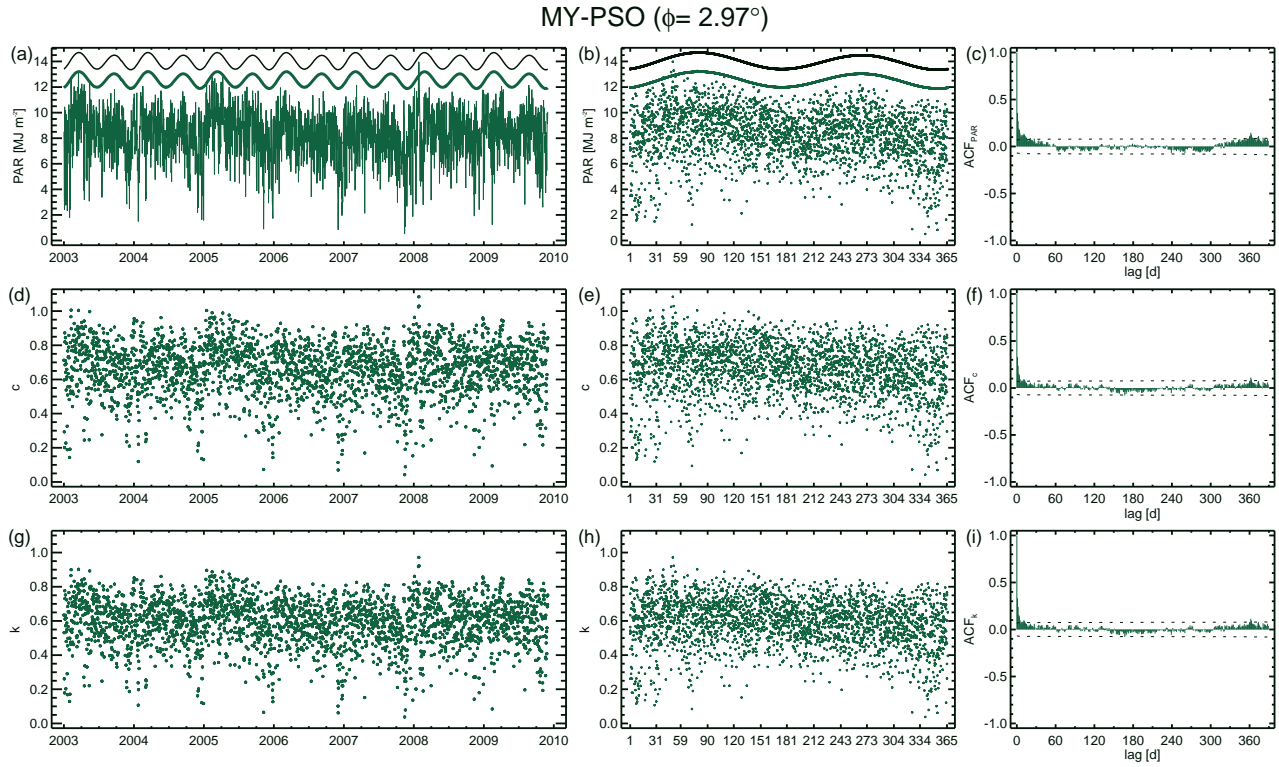 MY-PSO (ϕ= 2.97°)
(a)
PAR [MJ m⁻²]
14
12
10
8
6
4
2
0
2003 2004 2005 2006 2007 2008 2009 2010
(b)
PAR [MJ m⁻²]
14
12
10
8
6
4
2
0
1 31 59 90 120 151 181 212 243 273 304 334 365
(c)
ACF_PAR
1.0
0.5
0.0
-0.5
-1.0
0 60 120 180 240 300 360
lag [d]
(d)
c
1.0
0.8
0.6
0.4
0.2
0.0
2003 2004 2005 2006 2007 2008 2009 2010
(e)
c
1.0
0.8
0.6
0.4
0.2
0.0
1 31 59 90 120 151 181 212 243 273 304 334 365
(f)
ACF_c
1.0
0.5
0.0
-0.5
-1.0
0 60 120 180 240 300 360
lag [d]
(g)
k
1.0
0.8
0.6
0.4
0.2
0.0
2003 2004 2005 2006 2007 2008 2009 2010
(h)
k
1.0
0.8
0.6
0.4
0.2
0.0
1 31 59 90 120 151 181 212 243 273 304 334 365
(i)
ACF_k
1.0
0.5
0.0
-0.5
-1.0
0 60 120 180 240 300 360
lag [d]